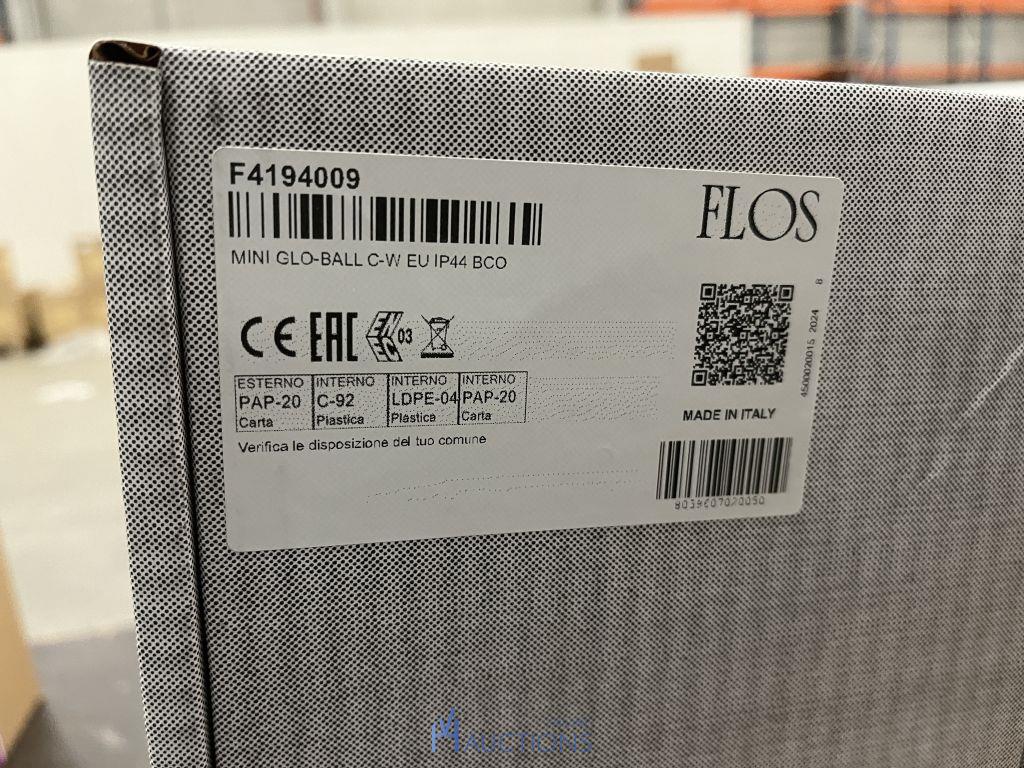 F4194009
FLOS
MINI GLO-BALL C-W EU IP44 BCO
CE EAC 03
4500020015 2024 8
ESTERNO INTERNO INTERNO INTERNO
PAP-20 C-92 LDPE-04 PAP-20
Carta Plastica Plastica Carta
MADE IN ITALY
Verifica le disposizione del tuo comune
AUCTIONS